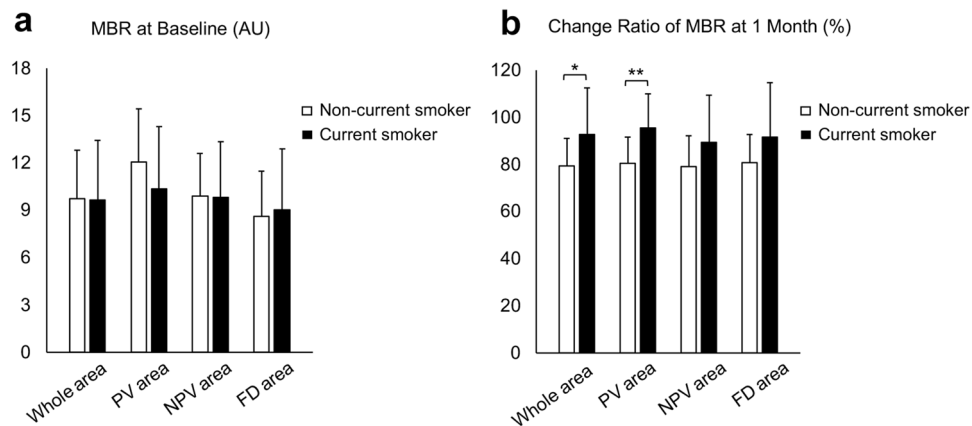 a
MBR at Baseline (AU)
18
15
12
9
6
3
0
Whole area
PV area
NPV area
FD area
Non-current smoker
Current smoker
b
Change Ratio of MBR at 1 Month (%)
120
100
80
60
40
20
0
*
**
Whole area
PV area
NPV area
FD area
Non-current smoker
Current smoker